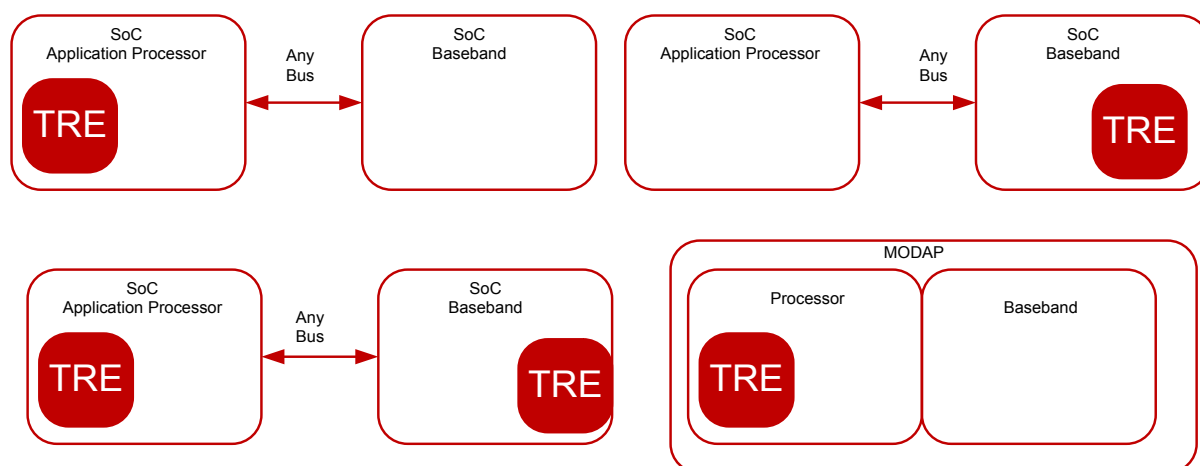 SoC
Application Processor
TRE
Any
Bus
SoC
Baseband
SoC
Application Processor
Any
Bus
SoC
Baseband
TRE
SoC
Application Processor
TRE
Any
Bus
SoC
Baseband
TRE
MODAP
Processor
TRE
Baseband